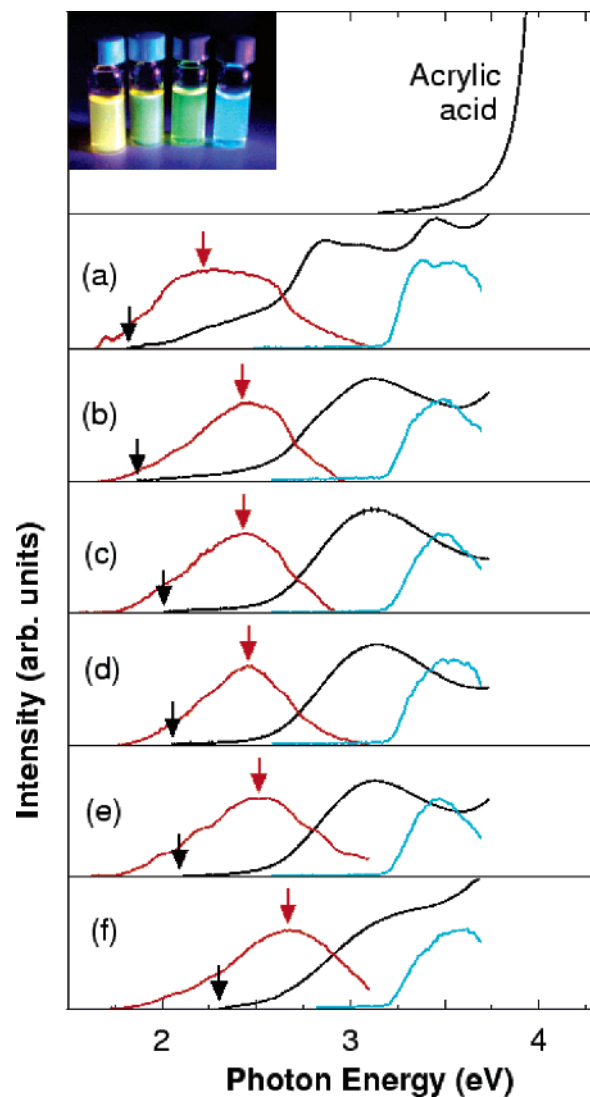 Acrylic
acid
(a)
(b)
(c)
(d)
(e)
(f)
Intensity (arb. units)
2
3
4
Photon Energy (eV)